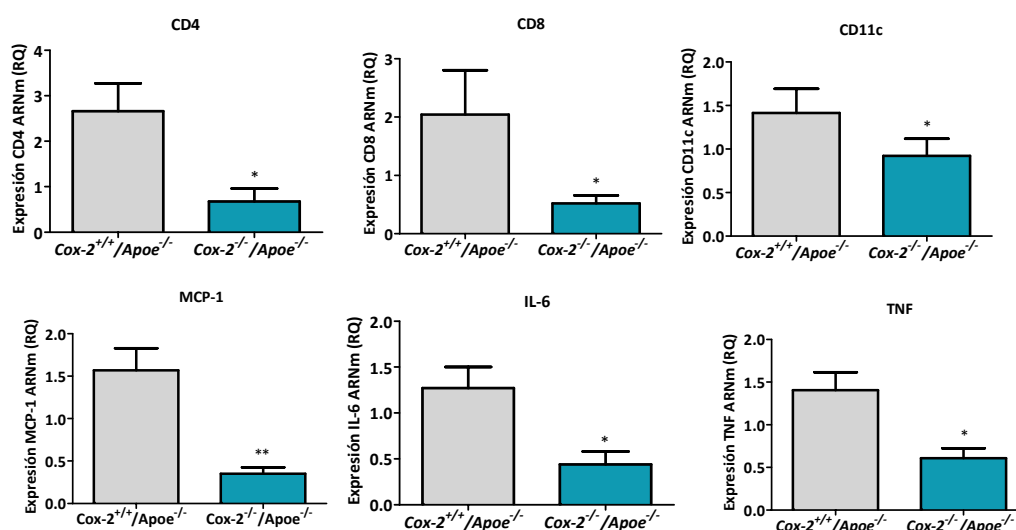 CD4
Expresión CD4 ARNm (RQ)
4
3
2
1
0
*
Cox-2+/+/Apoe-/-
Cox-2-/-/Apoe-/-
CD8
Expresión CD8 ARNm (RQ)
3
2
1
0
*
Cox-2+/+/Apoe-/-
Cox-2-/-/Apoe-/-
CD11c
Expresión CD11c ARNm (RQ)
2.0
1.5
1.0
0.5
0.0
*
Cox-2+/+/Apoe-/-
Cox-2-/-/Apoe-/-
MCP-1
Expresión MCP-1 ARNm (RQ)
2.0
1.5
1.0
0.5
0.0
**
Cox-2+/+/Apoe-/-
Cox-2-/-/Apoe-/-
IL-6
Expresión IL-6 ARNm (RQ)
2.0
1.5
1.0
0.5
0.0
*
Cox-2+/+/Apoe-/-
Cox-2-/-/Apoe-/-
TNF
Expresión TNF ARNm (RQ)
2.0
1.5
1.0
0.5
0.0
*
Cox-2+/+/Apoe-/-
Cox-2-/-/Apoe-/-